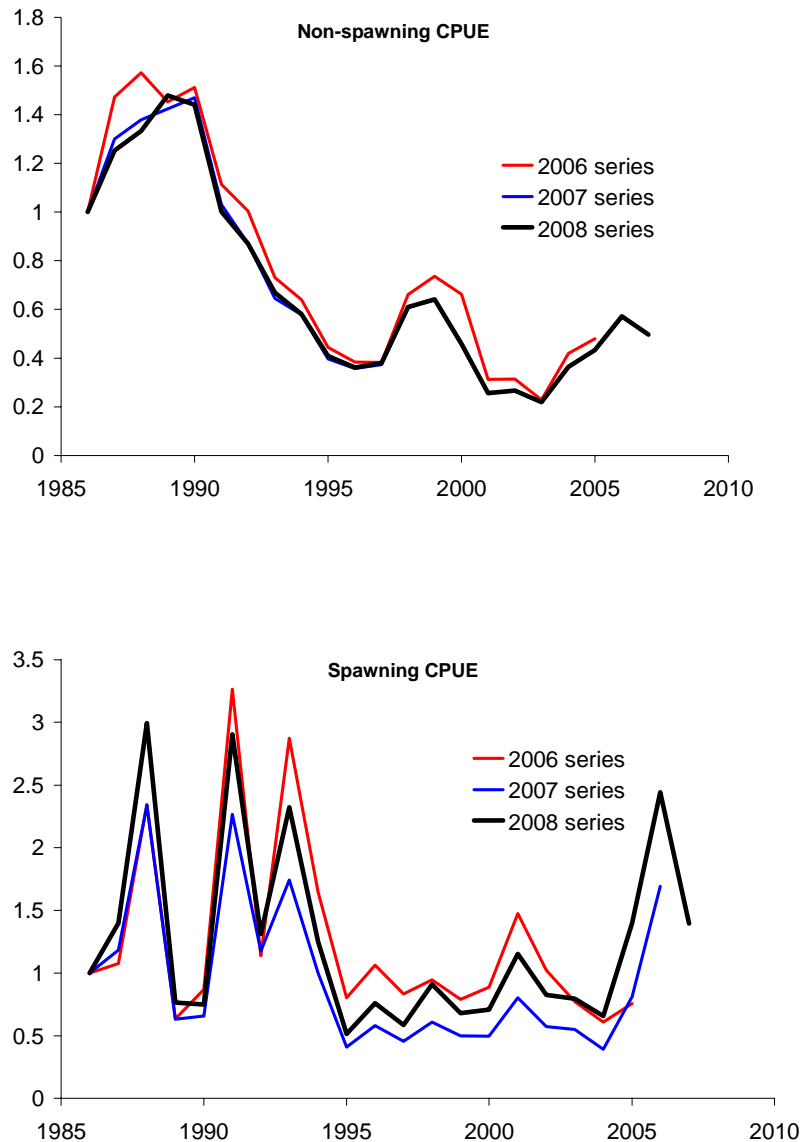 Non-spawning CPUE
1.8
1.6
1.4
1.2
1
0.8
0.6
0.4
0.2
0
2006 series
2007 series
2008 series
1985 1990 1995 2000 2005 2010
Spawning CPUE
3.5
3
2.5
2
1.5
1
0.5
0
2006 series
2007 series
2008 series
1985 1990 1995 2000 2005 2010